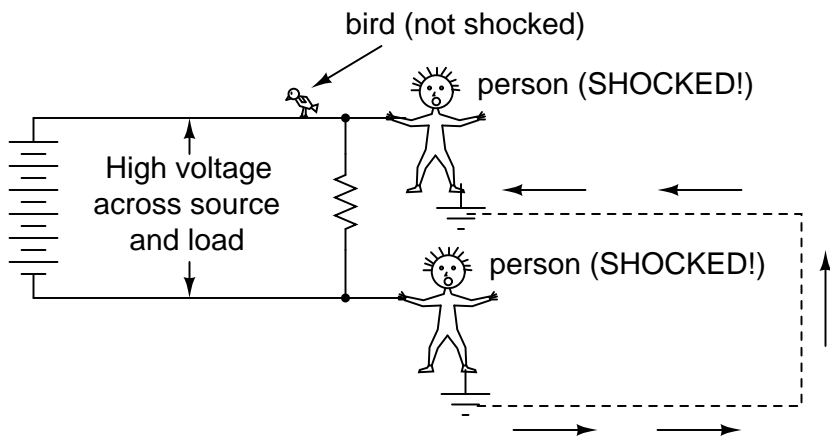 bird (not shocked)
person (SHOCKED!)
High voltage
across source
and load
person (SHOCKED!)